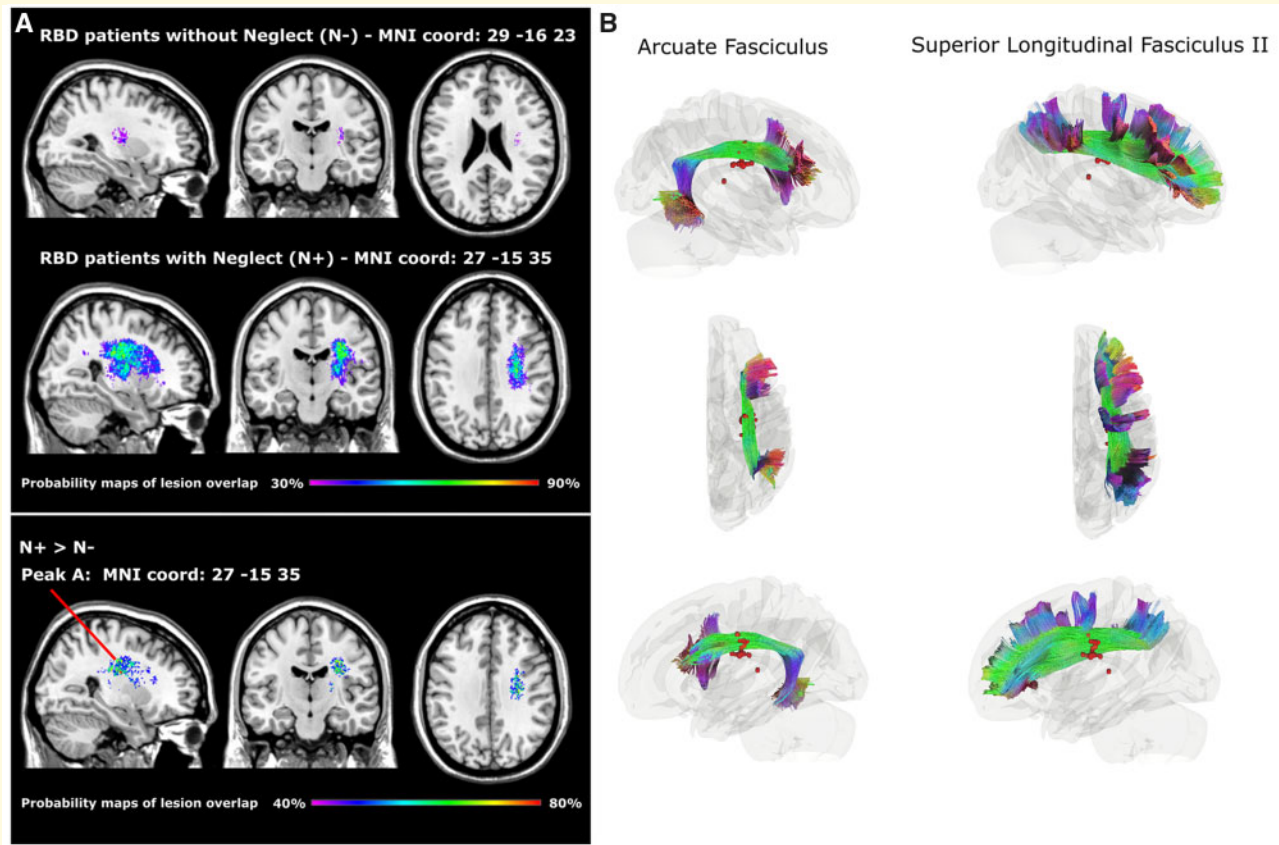 A
RBD patients without Neglect (N-) - MNI coord: 29 -16 23
RBD patients with Neglect (N+) - MNI coord: 27 -15 35
Probability maps of lesion overlap 30% 90%
N+ > N-
Peak A: MNI coord: 27 -15 35
Probability maps of lesion overlap 40% 80%
B
Arcuate Fasciculus
Superior Longitudinal Fasciculus II